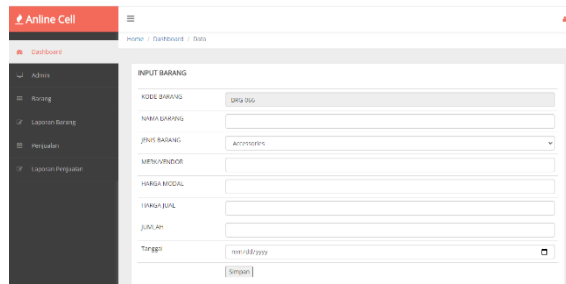 Anline Cell
Home / Dashboard / Data
Dashboard
Admin
Barang
Laporan Barang
Penjualan
Laporan Penjualan
INPUT BARANG
KODE BARANG
BRG 066
NAMA BARANG
JENIS BARANG
Accessories
MERK/VENDOR
HARGA MODAL
HARGA JUAL
JUMLAH
Tanggal
mm/dd/yyyy
Simpan